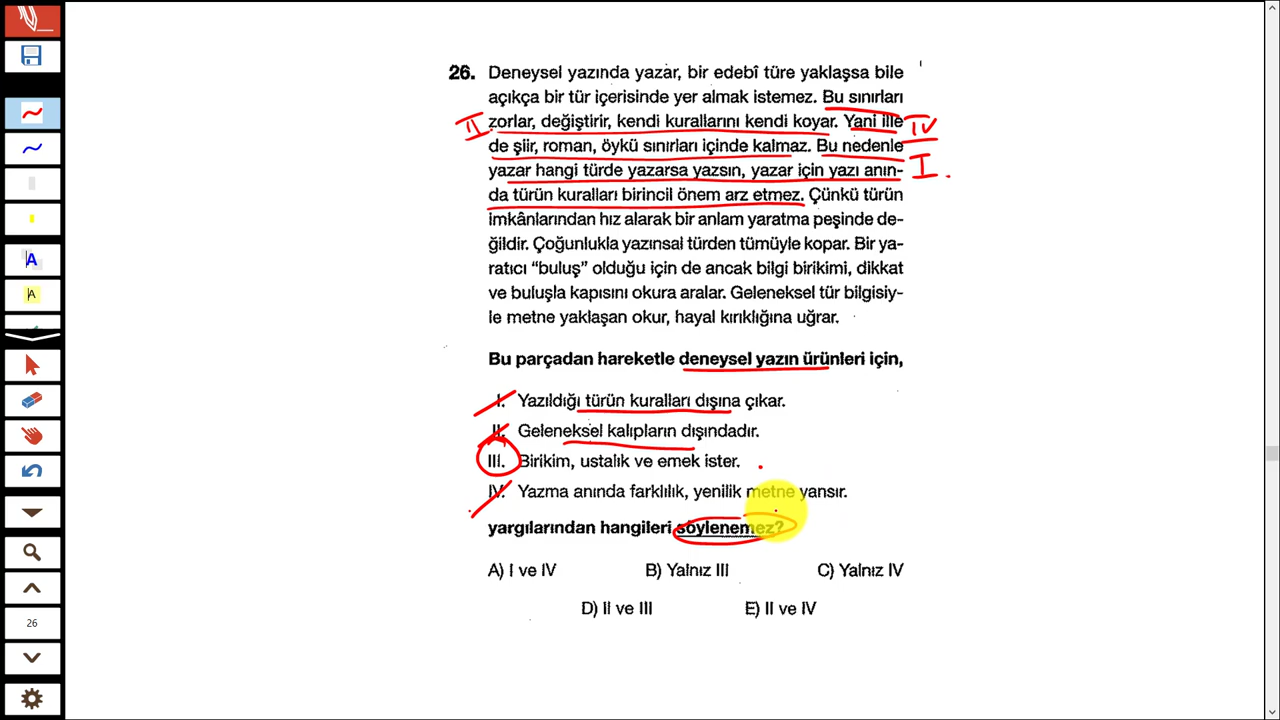 26. Deneysel yazında yazar, bir edebî türe yaklaşsa bile
açıkça bir tür içerisinde yer almak istemez. Bu sınırları
II. zorlar, değiştirir, kendi kurallarını kendi koyar. Yani ille IV
de şiir, roman, öykü sınırları içinde kalmaz. Bu nedenle
yazar hangi türde yazarsa yazsın, yazar için yazı anın- I.
da türün kuralları birincil önem arz etmez. Çünkü türün
imkânlarından hız alarak bir anlam yaratma peşinde de-
ğildir. Çoğunlukla yazınsal türden tümüyle kopar. Bir ya-
ratıcı “buluş” olduğu için de ancak bilgi birikimi, dikkat
ve buluşla kapısını okura aralar. Geleneksel tür bilgisiy-
le metne yaklaşan okur, hayal kırıklığına uğrar.
Bu parçadan hareketle deneysel yazın ürünleri için,
I. Yazıldığı türün kuralları dışına çıkar.
II. Geleneksel kalıpların dışındadır.
III. Birikim, ustalık ve emek ister.
IV. Yazma anında farklılık, yenilik metne yansır.
yargılarından hangileri söylenemez?
A) I ve IV B) Yalnız III C) Yalnız IV
D) II ve III E) II ve IV
A
A
26